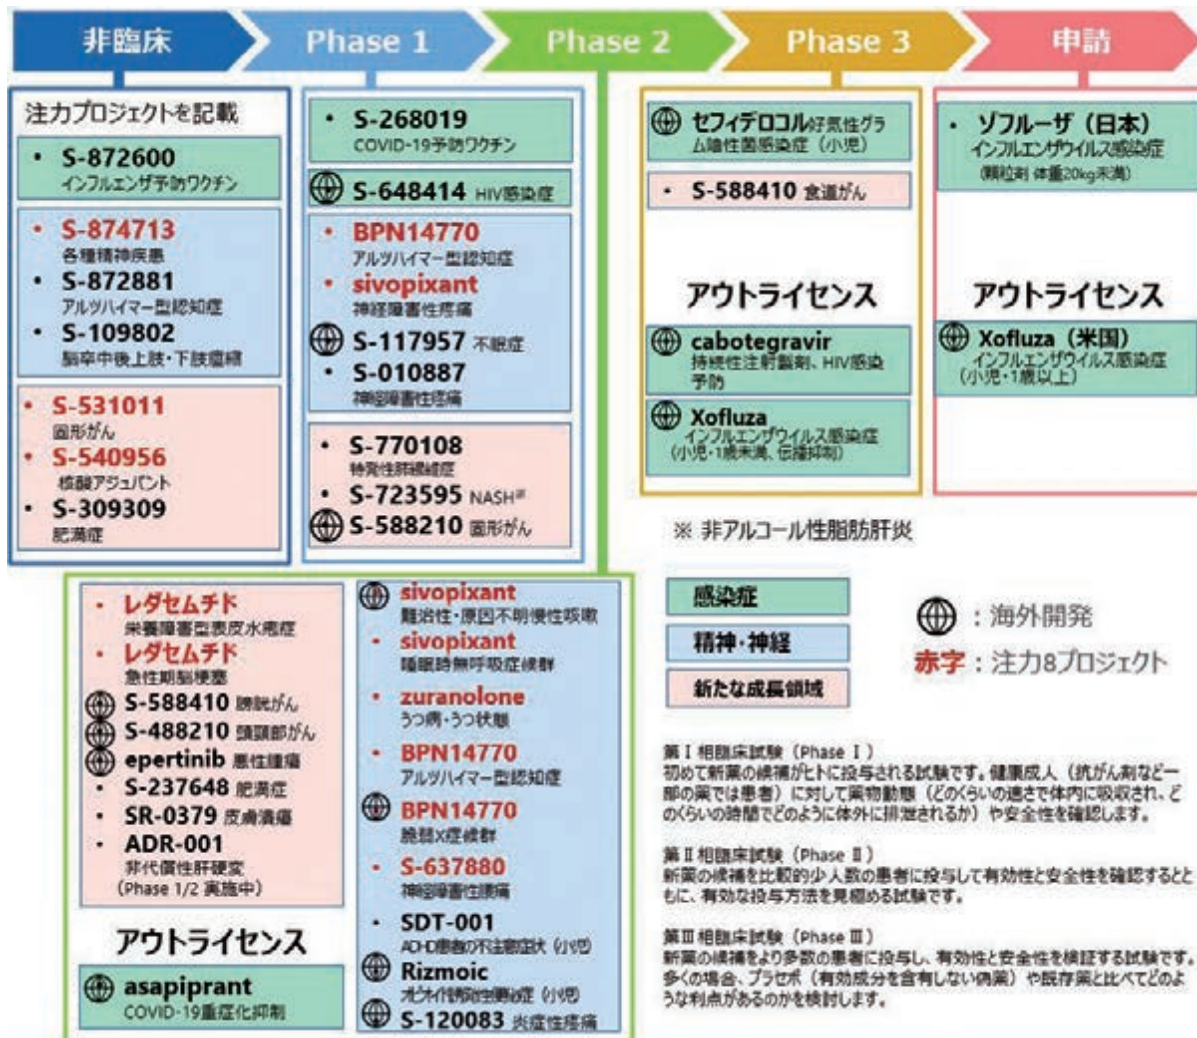 非臨床
Phase 1
Phase 2
Phase 3
申請
注力プロジェクトを記載
・ S-872600
インフルエンザ予防ワクチン
・ S-874713
各種精神疾患
・ S-872881
アルツハイマー型認知症
・ S-109802
脳卒中後上肢・下肢痙縮
・ S-531011
固形がん
・ S-540956
核酸アジュバント
・ S-309309
肥満症
・ S-268019
COVID-19予防ワクチン
S-648414 HIV感染症
・ BPN14770
アルツハイマー型認知症
・ sivopixant
神経障害性疼痛
S-117957 不眠症
・ S-010887
神経障害性疼痛
・ S-770108
特発性肺線維症
・ S-723595 NASH※
S-588210 固形がん
・ レダセムチド
栄養障害型表皮水疱症
・ レダセムチド
急性期脳梗塞
S-588410 膀胱がん
S-488210 頭頸部がん
epertinib 悪性腫瘍
・ S-237648 肥満症
・ SR-0379 皮膚潰瘍
・ ADR-001
非代償性肝硬変
(Phase 1/2 実施中)
アウトライセンス
asapiprant
COVID-19重症化抑制
sivopixant
難治性・原因不明慢性咳嗽
・ sivopixant
睡眠時無呼吸症候群
・ zuranolone
うつ病・うつ状態
・ BPN14770
アルツハイマー型認知症
BPN14770
脆弱X症候群
・ S-637880
神経障害性腰痛
・ SDT-001
ADHD患者の不注意症状（小児）
Rizmoic
オピオイド誘発性便秘症（小児）
S-120083 炎症性疼痛
セフィデロコル好気性グラ
ム陰性菌感染症（小児）
・ S-588410 食道がん
アウトライセンス
cabotegravir
持続性注射製剤、HIV感染
予防
Xofluza
インフルエンザウイルス感染症
（小児・1歳未満、伝播抑制）
・ ゾフルーザ（日本）
インフルエンザウイルス感染症
（顆粒剤 体重20kg未満）
アウトライセンス
Xofluza（米国）
インフルエンザウイルス感染症
（小児・1歳以上）
※ 非アルコール性脂肪肝炎
感染症
精神・神経
新たな成長領域
：海外開発
赤字：注力8プロジェクト
第Ⅰ相臨床試験（Phase Ⅰ）
初めて新薬の候補がヒトに投与される試験です。健康成人（抗がん剤など一
部の薬では患者）に対して薬物動態（どのくらいの速さで体内に吸収され、ど
のくらいの時間でどのように体外に排泄されるか）や安全性を確認します。
第Ⅱ相臨床試験（Phase Ⅱ）
新薬の候補を比較的少人数の患者に投与して有効性と安全性を確認するとと
もに、有効な投与方法を見極める試験です。
第Ⅲ相臨床試験（Phase Ⅲ）
新薬の候補をより多数の患者に投与し、有効性と安全性を検証する試験です。
多くの場合、プラセボ（有効成分を含有しない偽薬）や既存薬と比べてどのよ
うな利点があるのかを検討します。